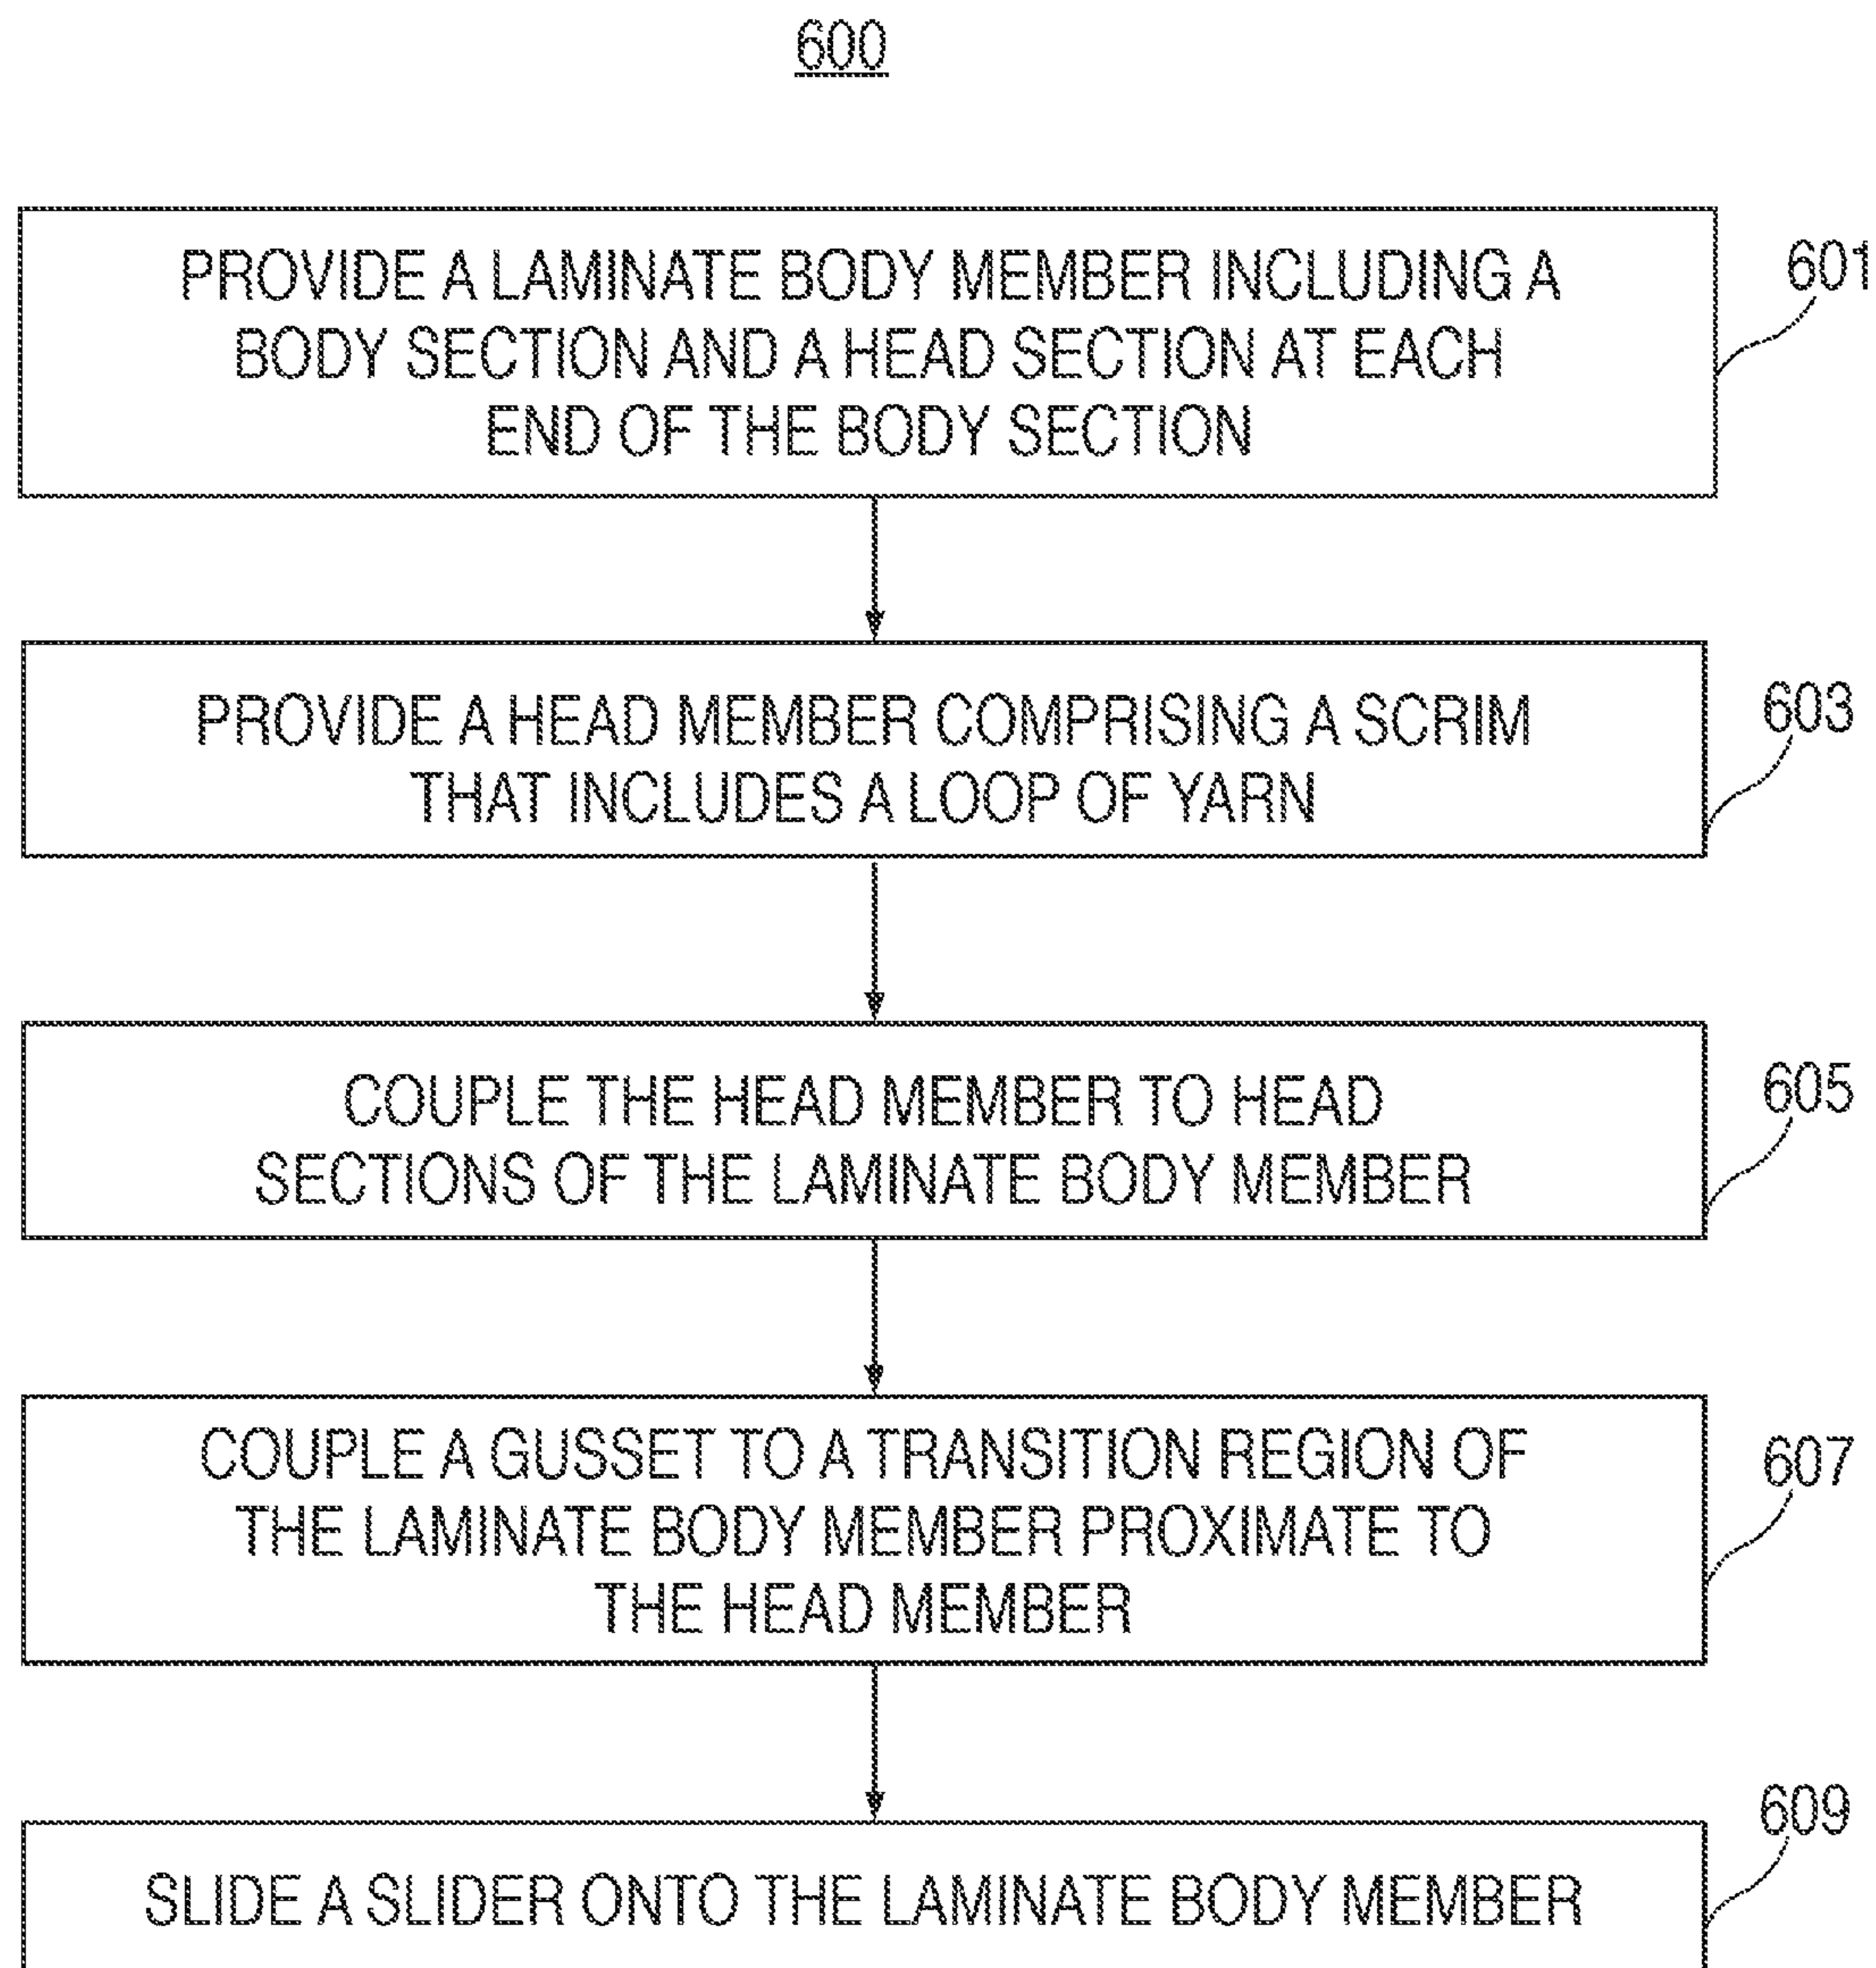 600
PROVIDE A LAMINATE BODY MEMBER INCLUDING A
BODY SECTION AND A HEAD SECTION AT EACH
END OF THE BODY SECTION
601
PROVIDE A HEAD MEMBER COMPRISING A SCRIM
THAT INCLUDES A LOOP OF YARN
603
COUPLE THE HEAD MEMBER TO HEAD
SECTIONS OF THE LAMINATE BODY MEMBER
605
COUPLE A GUSSET TO A TRANSITION REGION OF
THE LAMINATE BODY MEMBER PROXIMATE TO
THE HEAD MEMBER
607
SLIDE A SLIDER ONTO THE LAMINATE BODY MEMBER
609